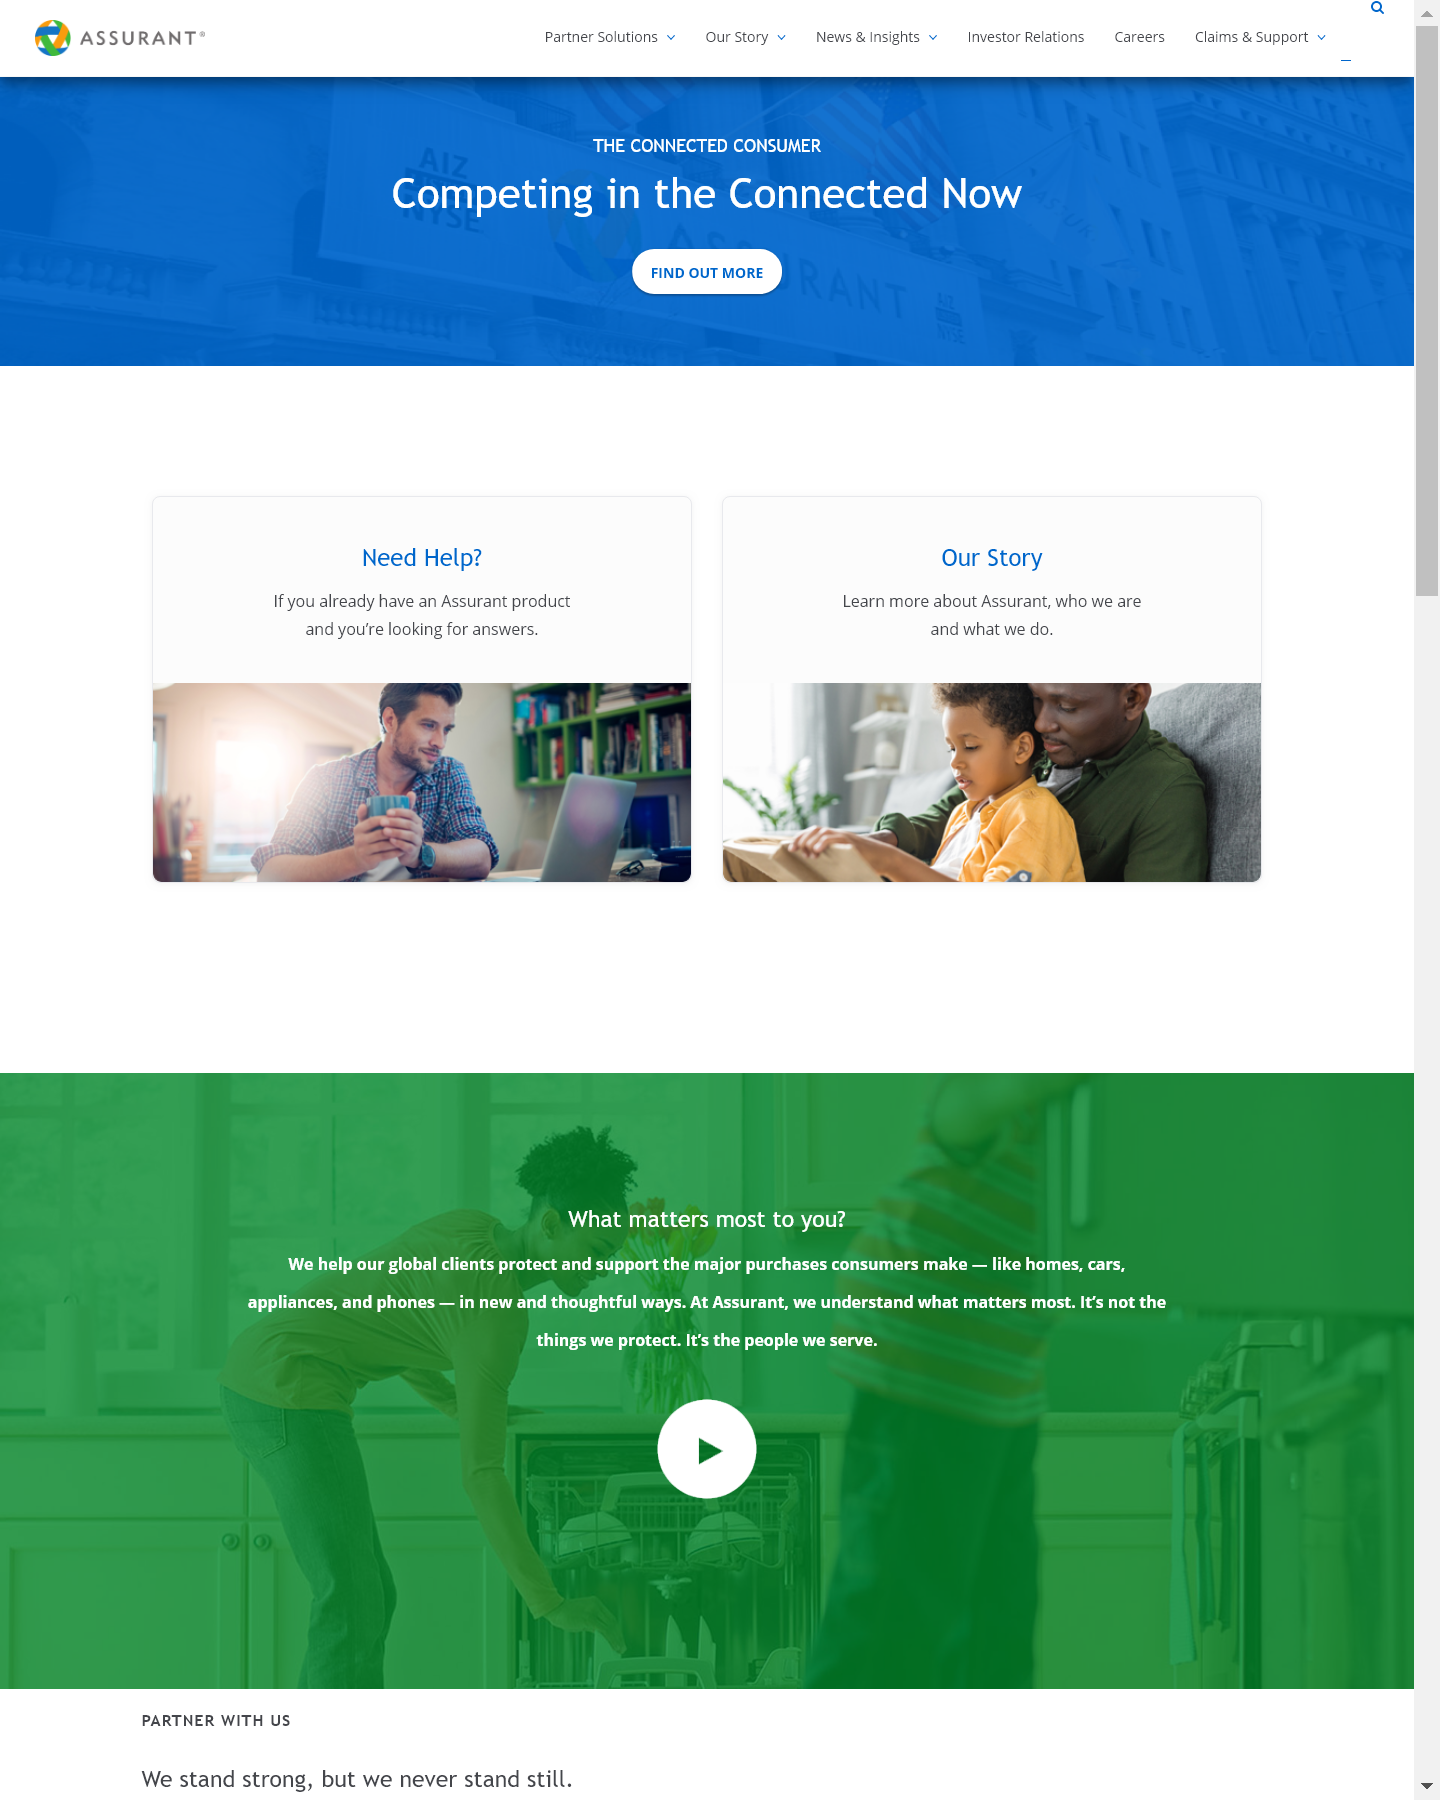 ASSURANT®
Partner Solutions
Our Story
News & Insights
Investor Relations
Careers
Claims & Support
THE CONNECTED CONSUMER
Competing in the Connected Now
AIZ
NYSE
ASSURANT
AIZ
NYSE
FIND OUT MORE
Need Help?
If you already have an Assurant product
and you’re looking for answers.
Our Story
Learn more about Assurant, who we are
and what we do.
What matters most to you?
We help our global clients protect and support the major purchases consumers make — like homes, cars,
appliances, and phones — in new and thoughtful ways. At Assurant, we understand what matters most. It’s not the
things we protect. It’s the people we serve.
PARTNER WITH US
We stand strong, but we never stand still.